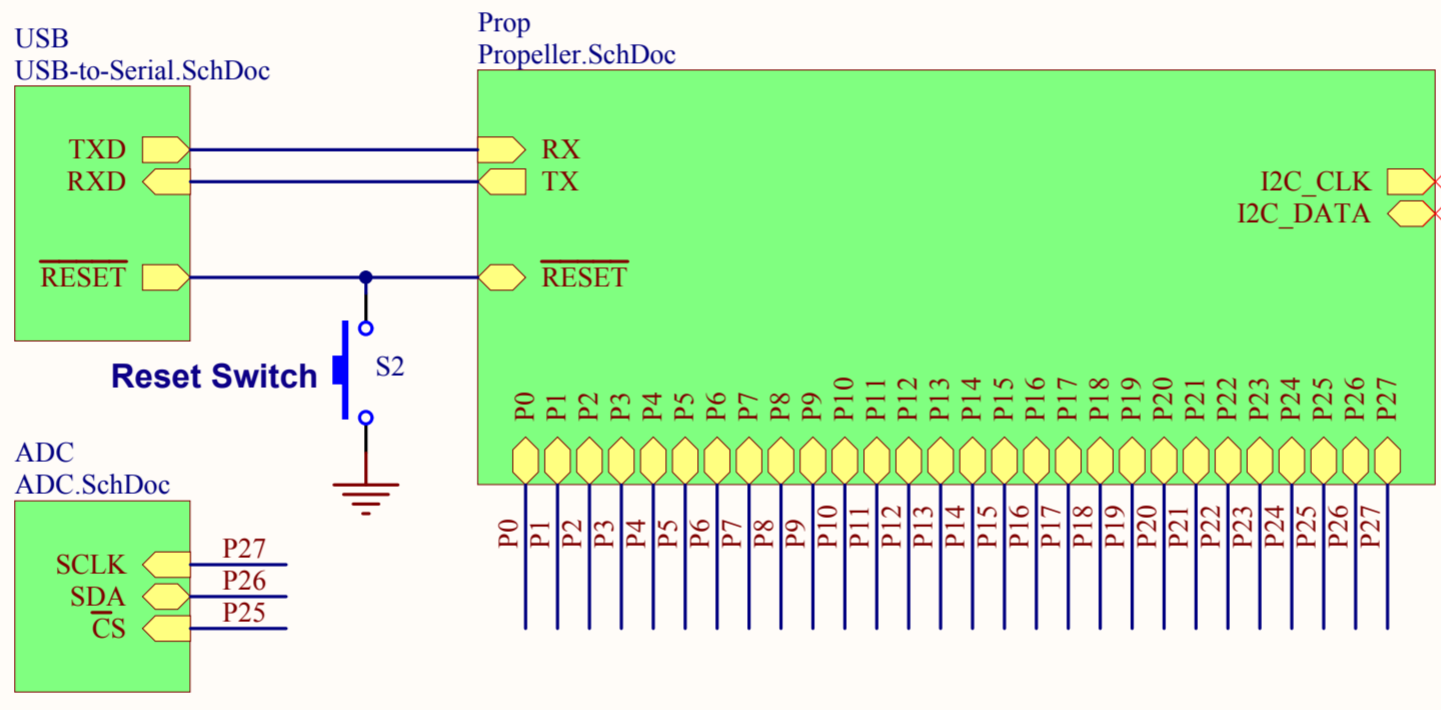 USB
USB-to-Serial.SchDoc
TXD
RXD
RESET
Prop
Propeller.SchDoc
RX
TX
RESET
I2C_CLK
I2C_DATA
Reset Switch
S2
P0 P1 P2 P3 P4 P5 P6 P7 P8 P9 P10 P11 P12 P13 P14 P15 P16 P17 P18 P19 P20 P21 P22 P23 P24 P25 P26 P27
P0 P1 P2 P3 P4 P5 P6 P7 P8 P9 P10 P11 P12 P13 P14 P15 P16 P17 P18 P19 P20 P21 P22 P23 P24 P25 P26 P27
ADC
ADC.SchDoc
SCLK P27
SDA P26
CS P25